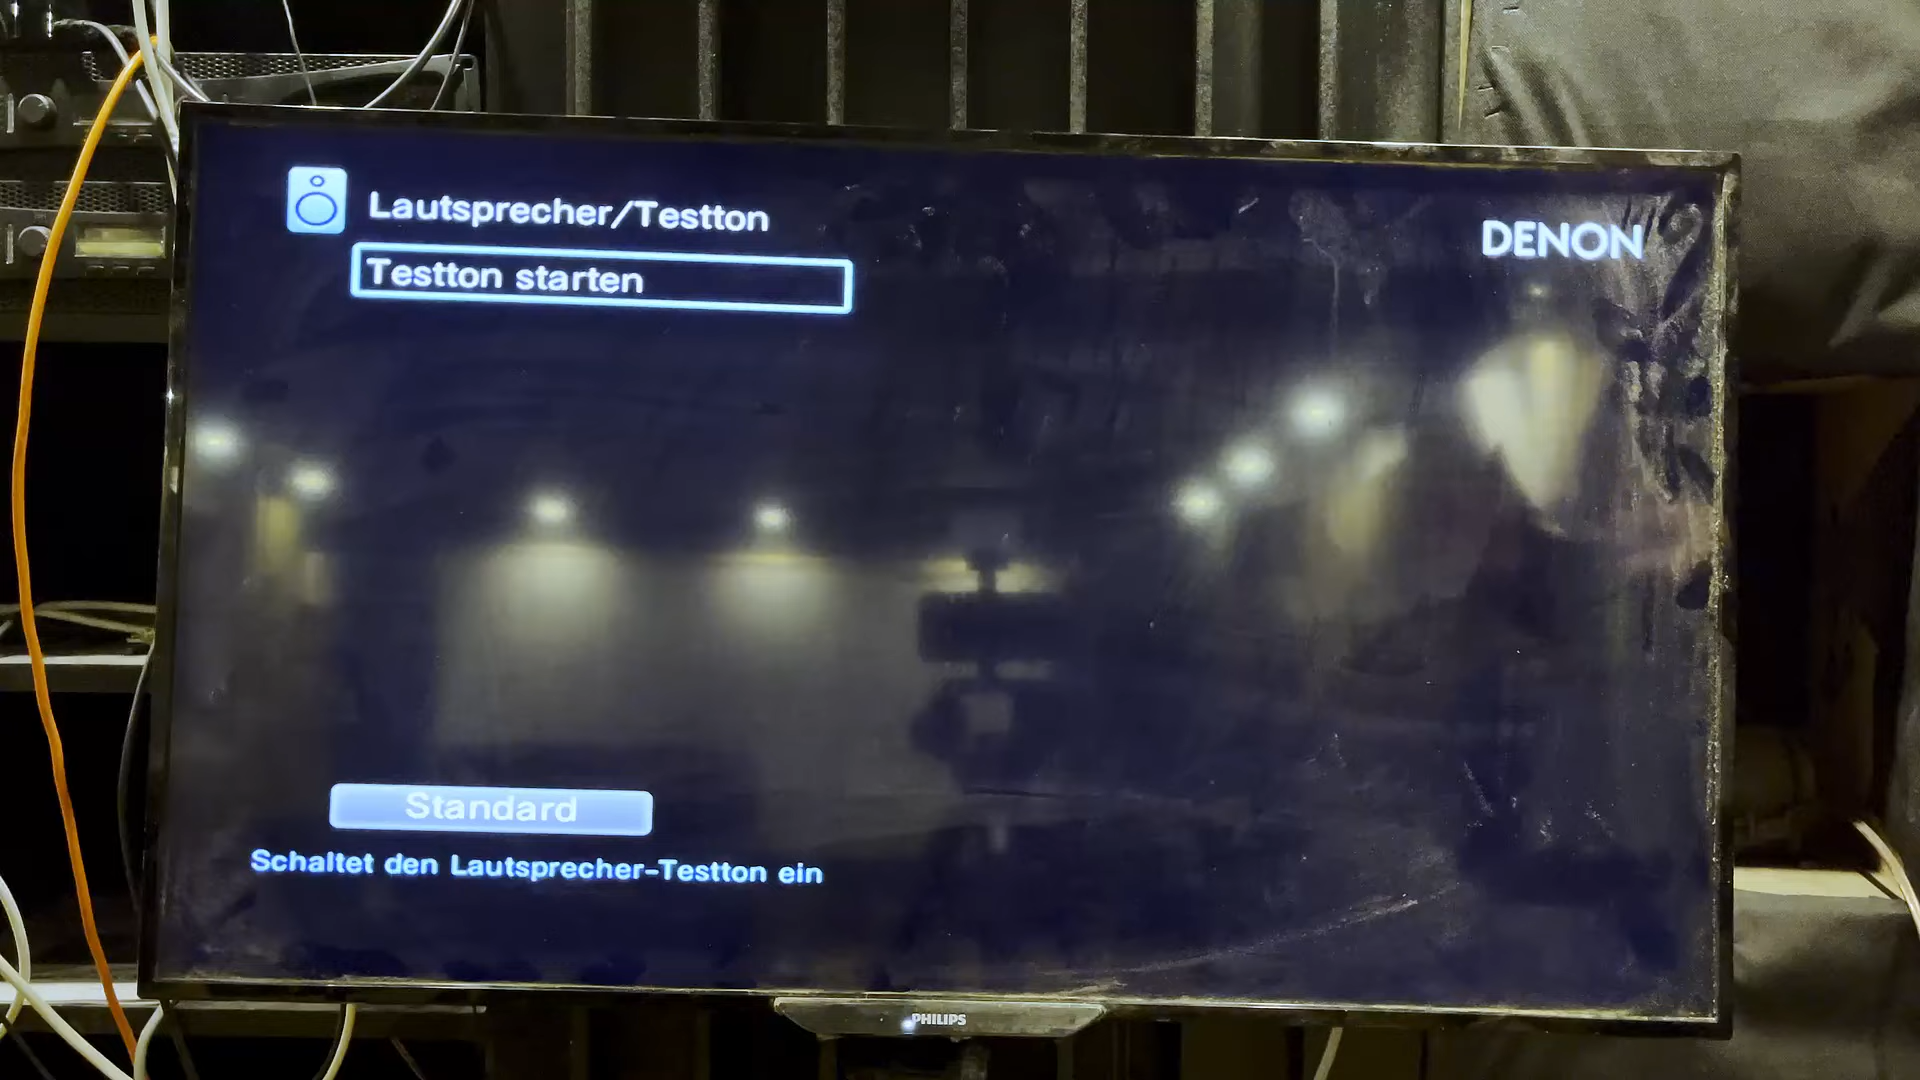 Lautsprecher/Testton
DENON
Testton starten
Standard
Schaltet den Lautsprecher-Testton ein
PHILIPS